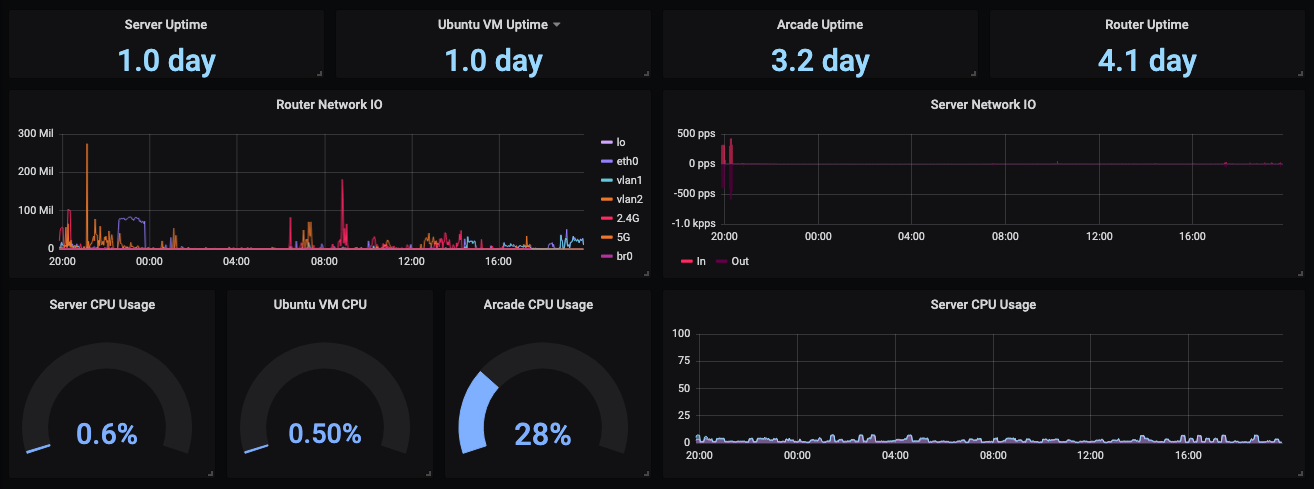 Server Uptime
1.0 day
Ubuntu VM Uptime
1.0 day
Arcade Uptime
3.2 day
Router Uptime
4.1 day
Router Network IO
300 Mil
200 Mil
100 Mil
0
20:00 00:00 04:00 08:00 12:00 16:00
lo
eth0
vlan1
vlan2
2.4G
5G
br0
Server Network IO
500 pps
0 pps
-500 pps
-1.0 kpps
20:00 00:00 04:00 08:00 12:00 16:00
In Out
Server CPU Usage
0.6%
Ubuntu VM CPU
0.50%
Arcade CPU Usage
28%
Server CPU Usage
100
75
50
25
0
20:00 00:00 04:00 08:00 12:00 16:00